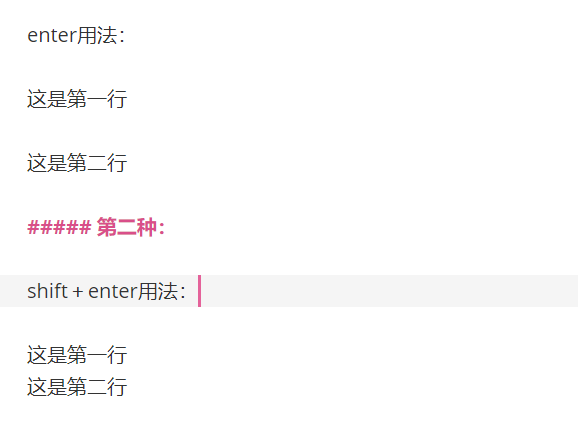 enter用法：
这是第一行
这是第二行
##### 第二种：
shift + enter用法：
这是第一行
这是第二行